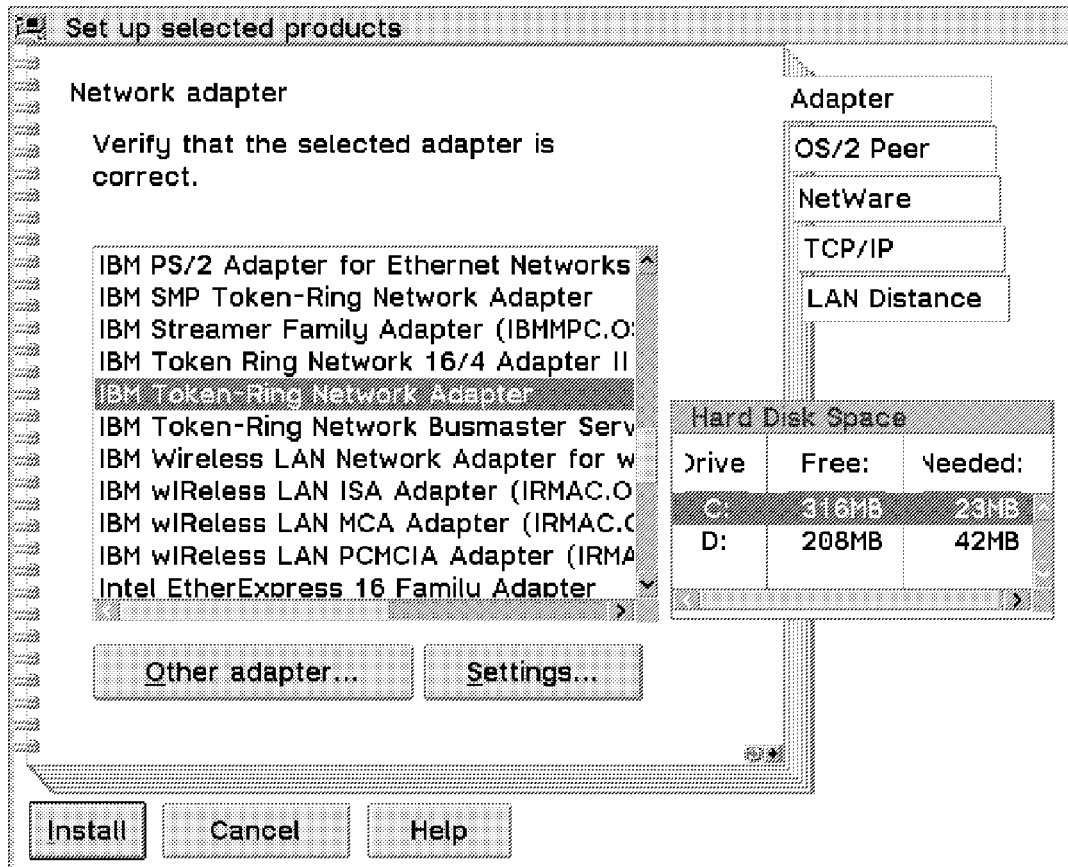 Set up selected products
Network adapter
Verify that the selected adapter is
correct.
IBM PS/2 Adapter for Ethernet Networks
IBM SMP Token-Ring Network Adapter
IBM Streamer Family Adapter (IBMMPC.O
IBM Token Ring Network 16/4 Adapter II
IBM Token-Ring Network Adapter
IBM Token-Ring Network Busmaster Serv
IBM Wireless LAN Network Adapter for w
IBM wIReless LAN ISA Adapter (IRMAC.O
IBM wIReless LAN MCA Adapter (IRMAC.O
IBM wIReless LAN PCMCIA Adapter (IRMA
Intel EtherExpress 16 Family Adapter
Other adapter...
Settings...
Adapter
OS/2 Peer
NetWare
TCP/IP
LAN Distance
Hard Disk Space
Drive Free: Needed:
C: 316MB 23MB
D: 208MB 42MB
Install
Cancel
Help